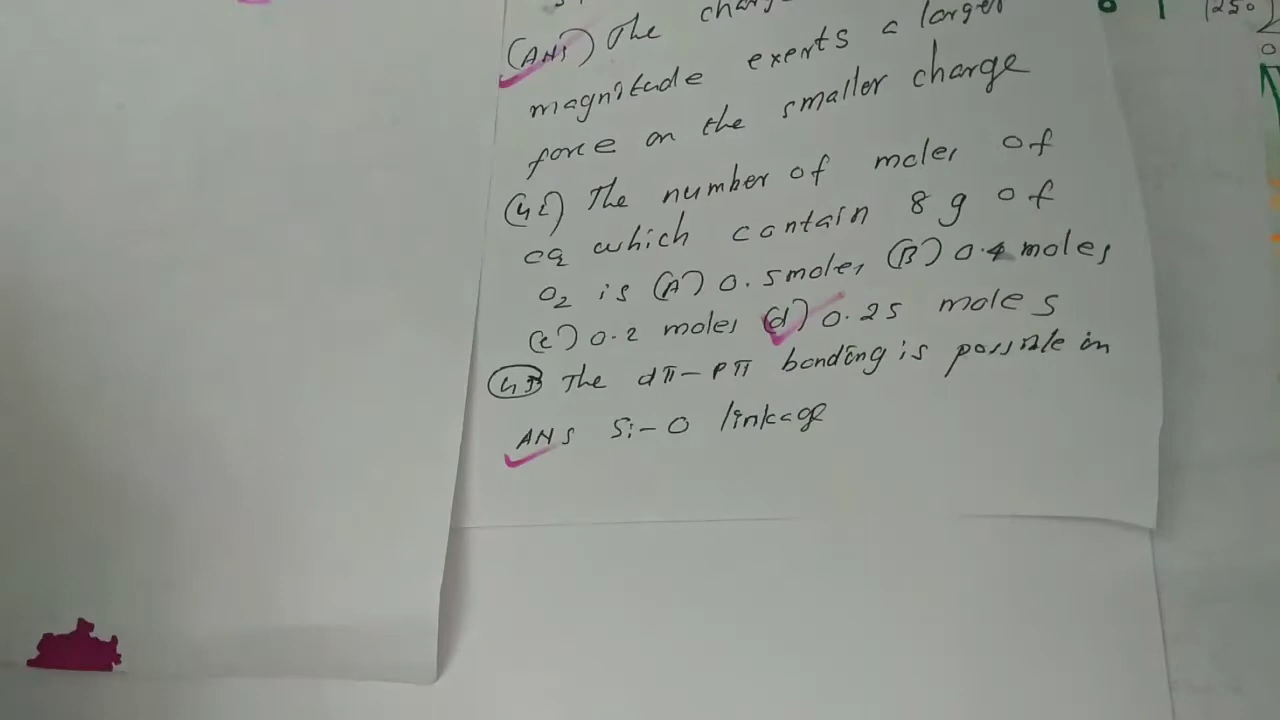 (ANS) The
magnitude exerts a larger
force on the smaller charge
(42) The number of moles of
which contain 8 g of
O2 is (A) 0.5 moles (B) 0.4 moles
(c) 0.2 moles (d) 0.25 moles
43 The dπ-pπ bonding is possible in
ANS Si-O linkage
1250